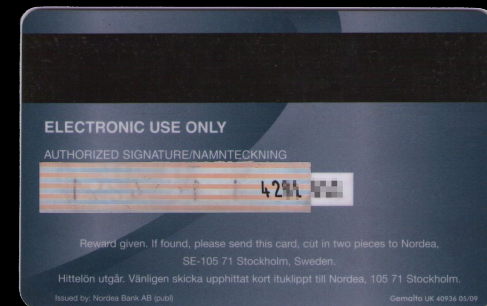 ELECTRONIC USE ONLY
AUTHORIZED SIGNATURE/NAMNTECKNING
Reward given. If found, please send this card, cut in two pieces to Nordea,
SE-105 71 Stockholm, Sweden.
Hittelön utgår. Vänligen skicka upphittat kort ituklippt till Nordea, 105 71 Stockholm.
Issued by: Nordea Bank AB (publ) Gemalto UK 40936 05/09